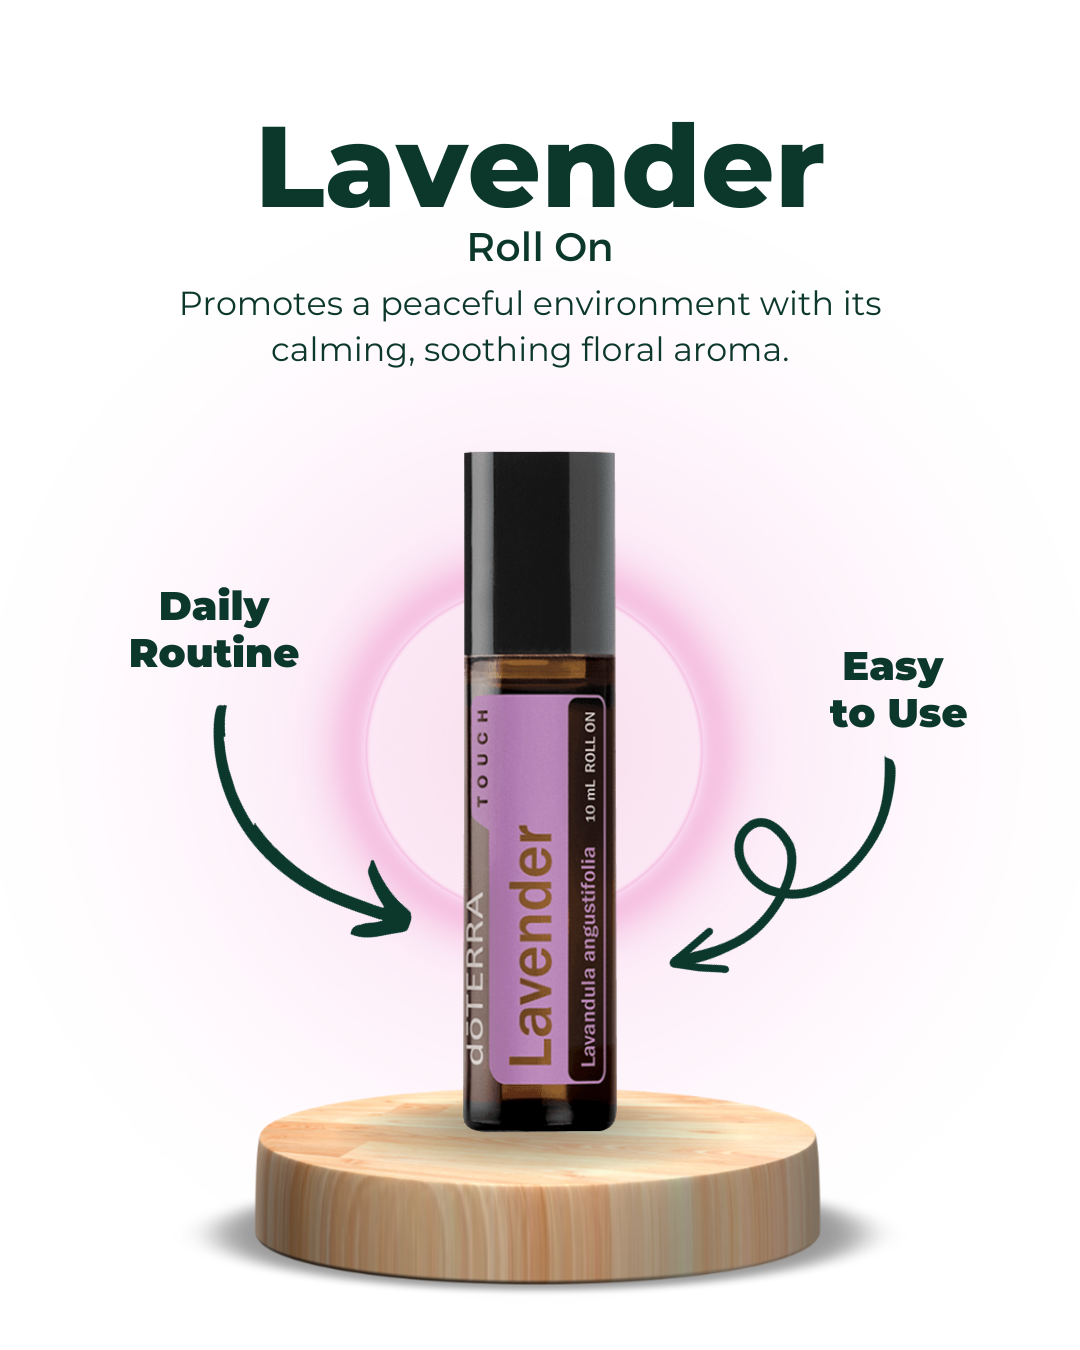 Lavender
Roll On
Promotes a peaceful environment with its
calming, soothing floral aroma.
Daily
Routine
Easy
to Use
dōTERRA
TOUCH
Lavender
Lavandula angustifolia 10 mL ROLL ON